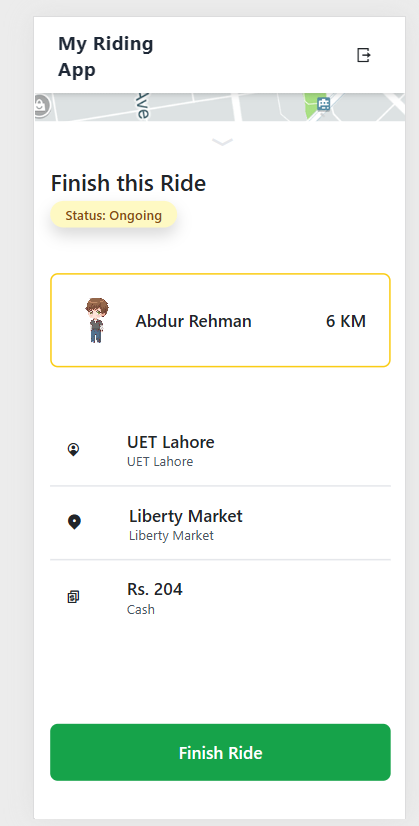 My Riding
App
Ave
Finish this Ride
Status: Ongoing
Abdur Rehman
6 KM
UET Lahore
UET Lahore
Liberty Market
Liberty Market
Rs. 204
Cash
Finish Ride